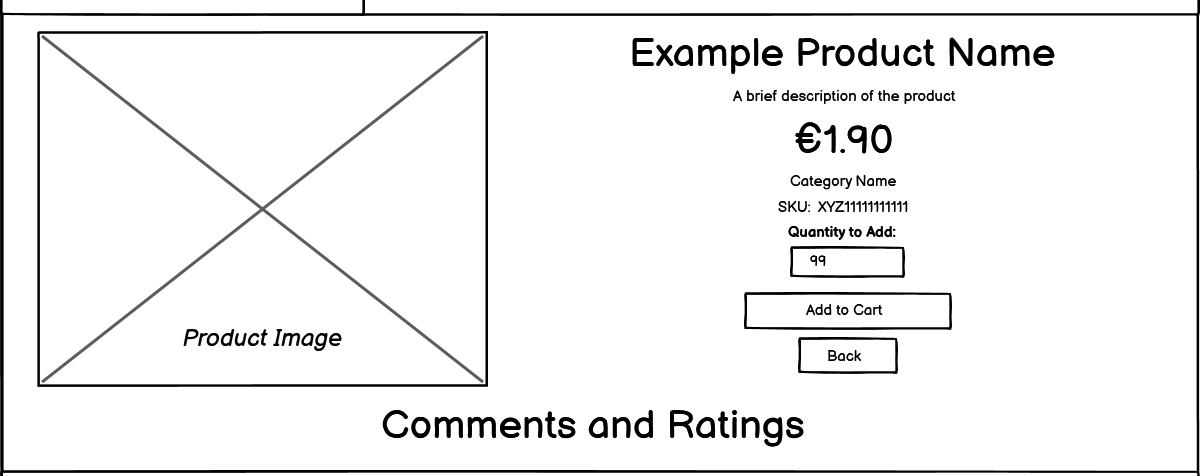 Example Product Name
A brief description of the product
€1.90
Category Name
SKU: XYZ11111111111
Quantity to Add:
99
Add to Cart
Back
Product Image
Comments and Ratings